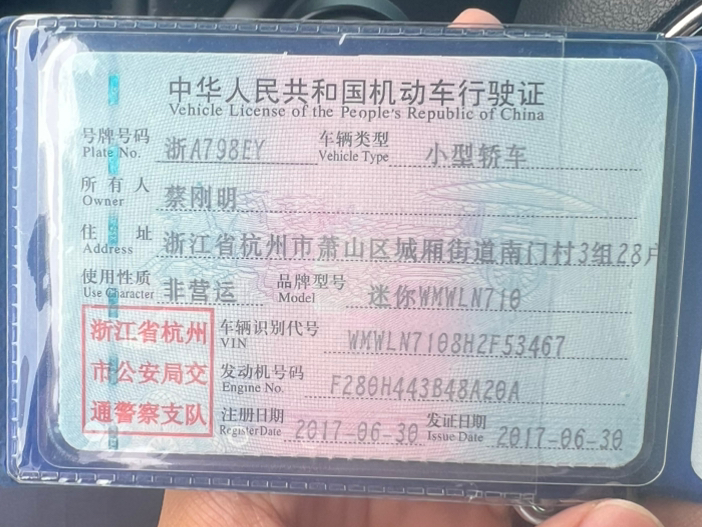 中华人民共和国机动车行驶证
Vehicle License of the People's Republic of China
号牌号码 浙A798EY 车辆类型 小型轿车
Plate No. Vehicle Type
所有人 蔡刚明
Owner
住址 浙江省杭州市萧山区城厢街道南门村3组28户
Address
使用性质 非营运 品牌型号 迷你WMWLN710
Use Character Model
浙江省杭州
市公安局交
通警察支队
车辆识别代号 WMWLN7108H2F53467
VIN
发动机号码 F280H443B48A20A
Engine No.
注册日期 2017-06-30 发证日期 2017-06-30
Register Date Issue Date